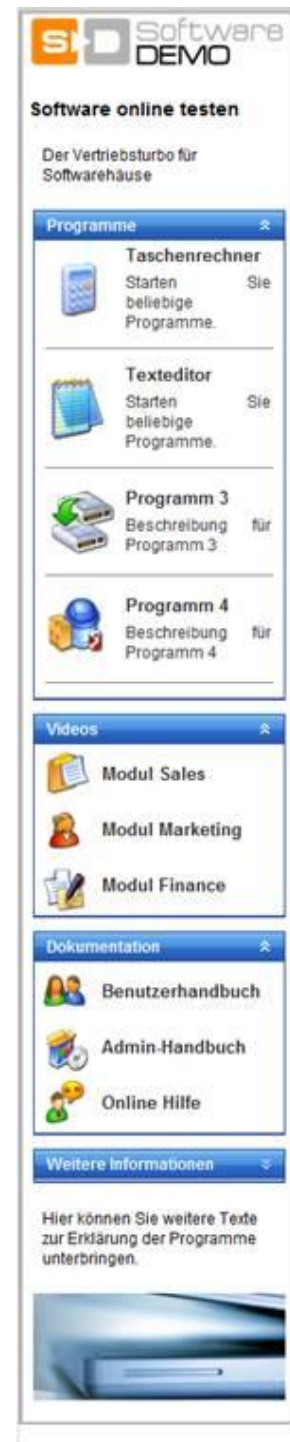 SD Software
DEMO
Software online testen
Der Vertriebsturbo für
Softwarehäuse
Programme
Taschenrechner
Starten Sie
beliebige
Programme.
Texteditor
Starten Sie
beliebige
Programme.
Programm 3
Beschreibung für
Programm 3
Programm 4
Beschreibung für
Programm 4
Videos
Modul Sales
Modul Marketing
Modul Finance
Dokumentation
Benutzerhandbuch
Admin-Handbuch
Online Hilfe
Weitere Informationen
Hier können Sie weitere Texte
zur Erklärung der Programme
unterbringen.